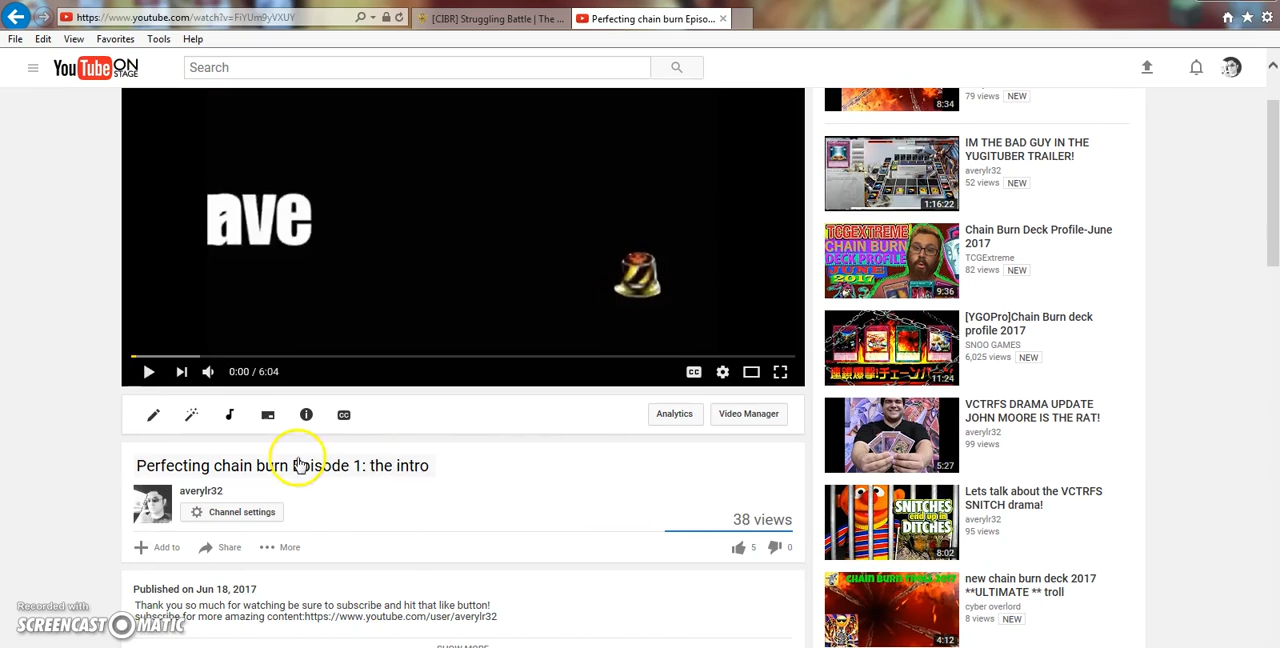 https://www.youtube.com/watch?v=FiYUm9yVXUY
[CIBR] Struggling Battle | The ...
Perfecting chain burn Episo...
File Edit View Favorites Tools Help
YouTube ON STAGE
Search
ave
0:00 / 6:04
CC
Analytics
Video Manager
Perfecting chain burn Episode 1: the intro
averylr32
Channel settings
38 views
Add to
Share
More
5
0
Published on Jun 18, 2017
Thank you so much for watching be sure to subscribe and hit that like button!
subscribe for more amazing content:https://www.youtube.com/user/averylr32
SHOW MORE
8:34
79 views NEW
1:16:22
IM THE BAD GUY IN THE
YUGITUBER TRAILER!
averylr32
52 views NEW
TCGEXTREME
CHAIN BURN
DECK PROFILE
JUNE
2017
9:36
Chain Burn Deck Profile-June
2017
TCGExtreme
82 views NEW
11:24
[YGOPro]Chain Burn deck
profile 2017
SNOO GAMES
6,025 views NEW
5:27
VCTRFS DRAMA UPDATE
JOHN MOORE IS THE RAT!
averylr32
99 views
SNITCHES
END UP IN
DITCHES
8:02
Lets talk about the VCTRFS
SNITCH drama!
averylr32
95 views
CHAIN BURN TROLL 2017
4:12
new chain burn deck 2017
**ULTIMATE ** troll
cyber overlord
8 views NEW
Recorded with
SCREENCAST MATIC